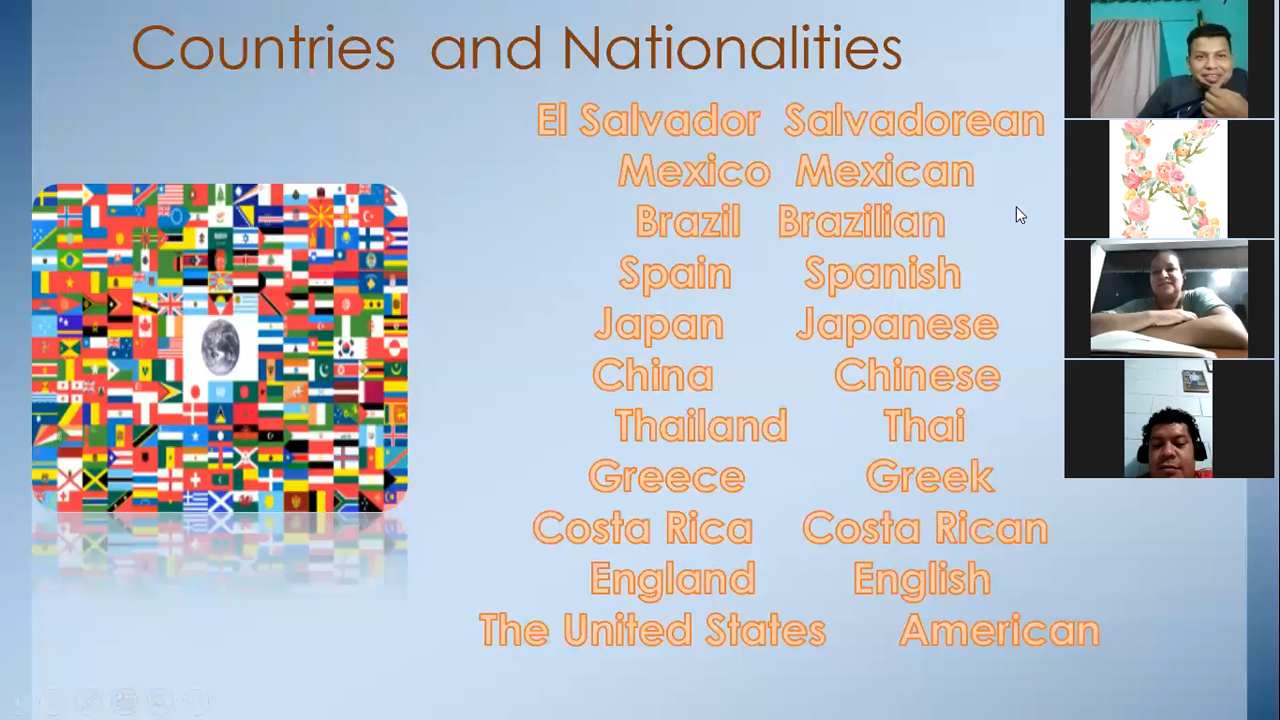 Countries and Nationalities
El Salvador Salvadorean
Mexico Mexican
Brazil Brazilian
Spain Spanish
Japan Japanese
China Chinese
Thailand Thai
Greece Greek
Costa Rica Costa Rican
England English
The United States American